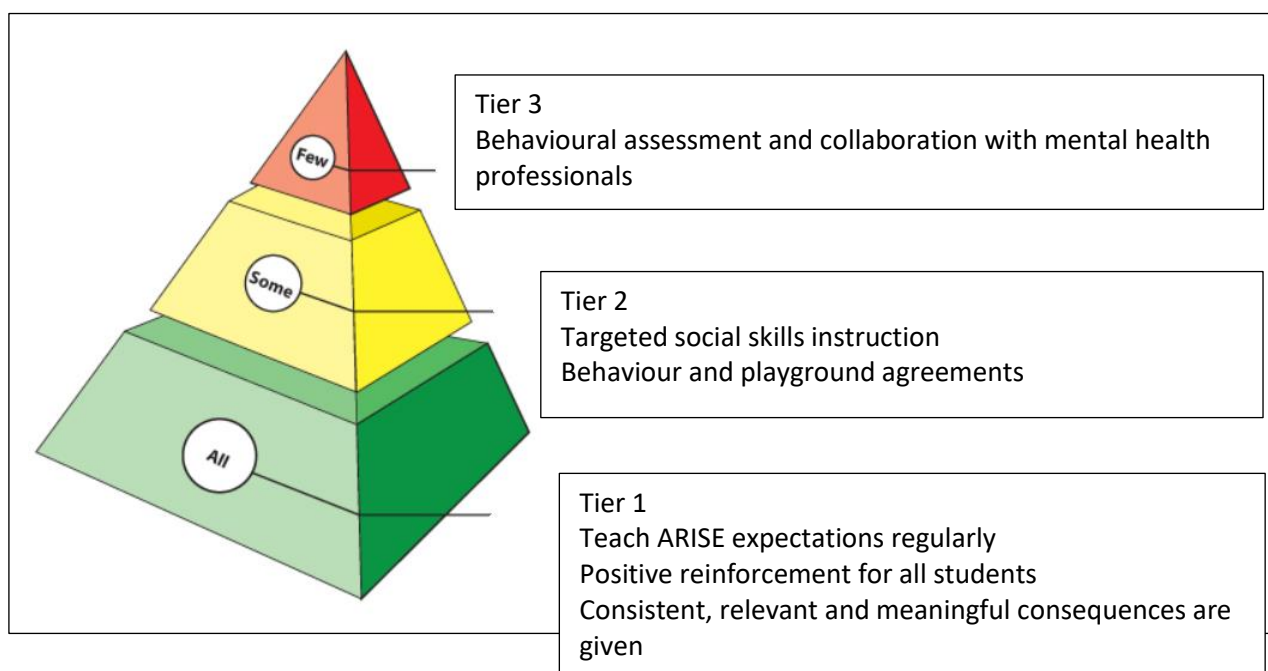 Few
Tier 3
Behavioural assessment and collaboration with mental health
professionals
Some
Tier 2
Targeted social skills instruction
Behaviour and playground agreements
All
Tier 1
Teach ARISE expectations regularly
Positive reinforcement for all students
Consistent, relevant and meaningful consequences are
given